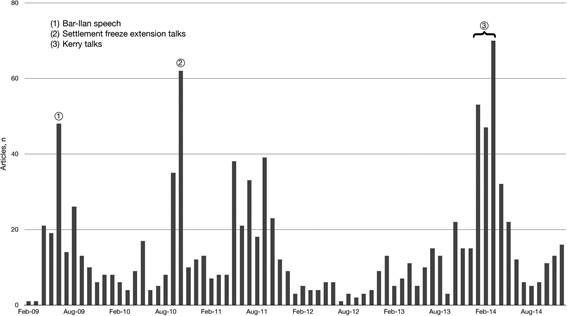 80
(1) Bar-Ilan speech
(2) Settlement freeze extension talks
(3) Kerry talks
③
②
60
①
Articles, n
40
20
0
Feb-09 Aug-09 Feb-10 Aug-10 Feb-11 Aug-11 Feb-12 Aug-12 Feb-13 Aug-13 Feb-14 Aug-14